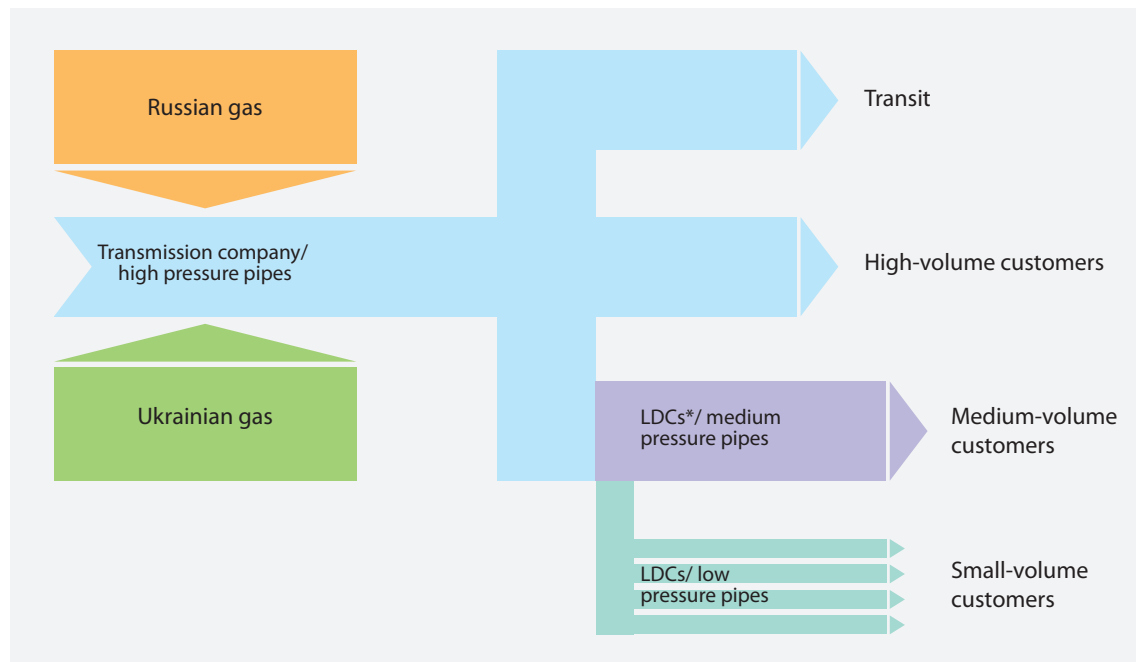 Russian gas
Transit
Transmission company/
high pressure pipes
High-volume customers
Ukrainian gas
LDCs*/ medium
pressure pipes
Medium-volume
customers
LDCs/ low
pressure pipes
Small-volume
customers